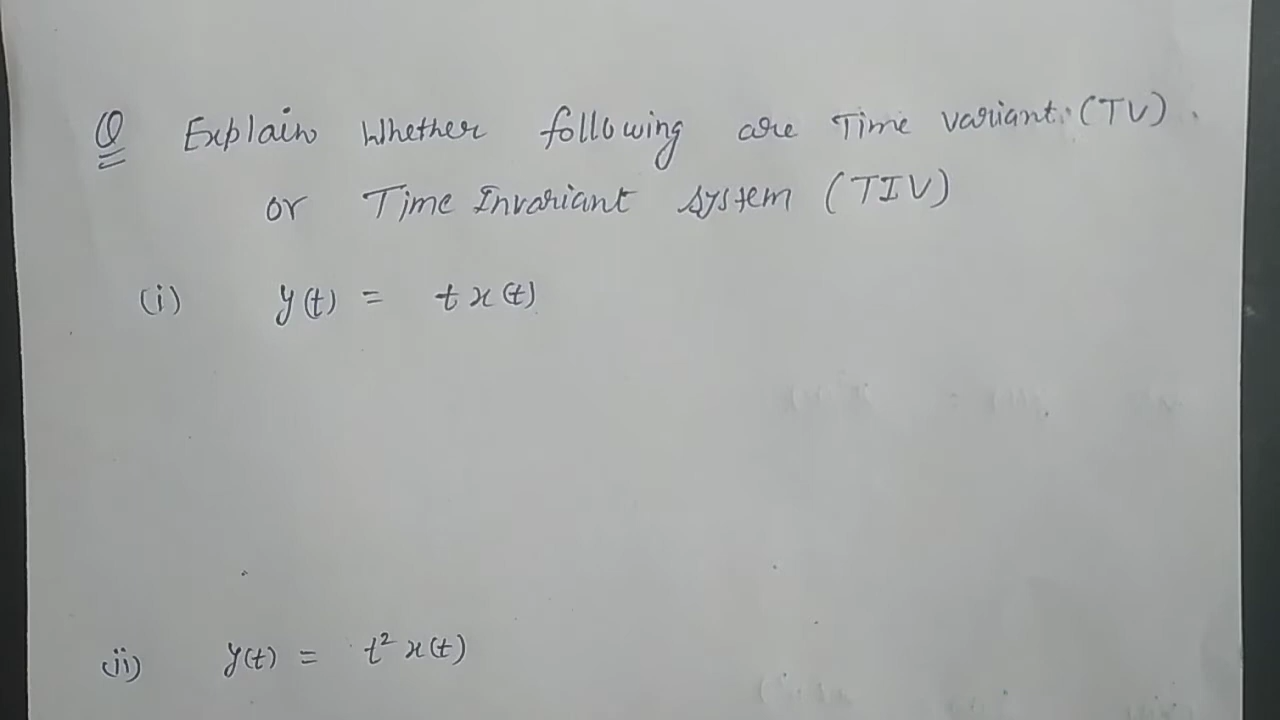 Q Explain Whether following are Time variant (TV).
or Time Invariant system (TIV)
(i) y(t) = t x(t)
(ii) y(t) = t² x(t)